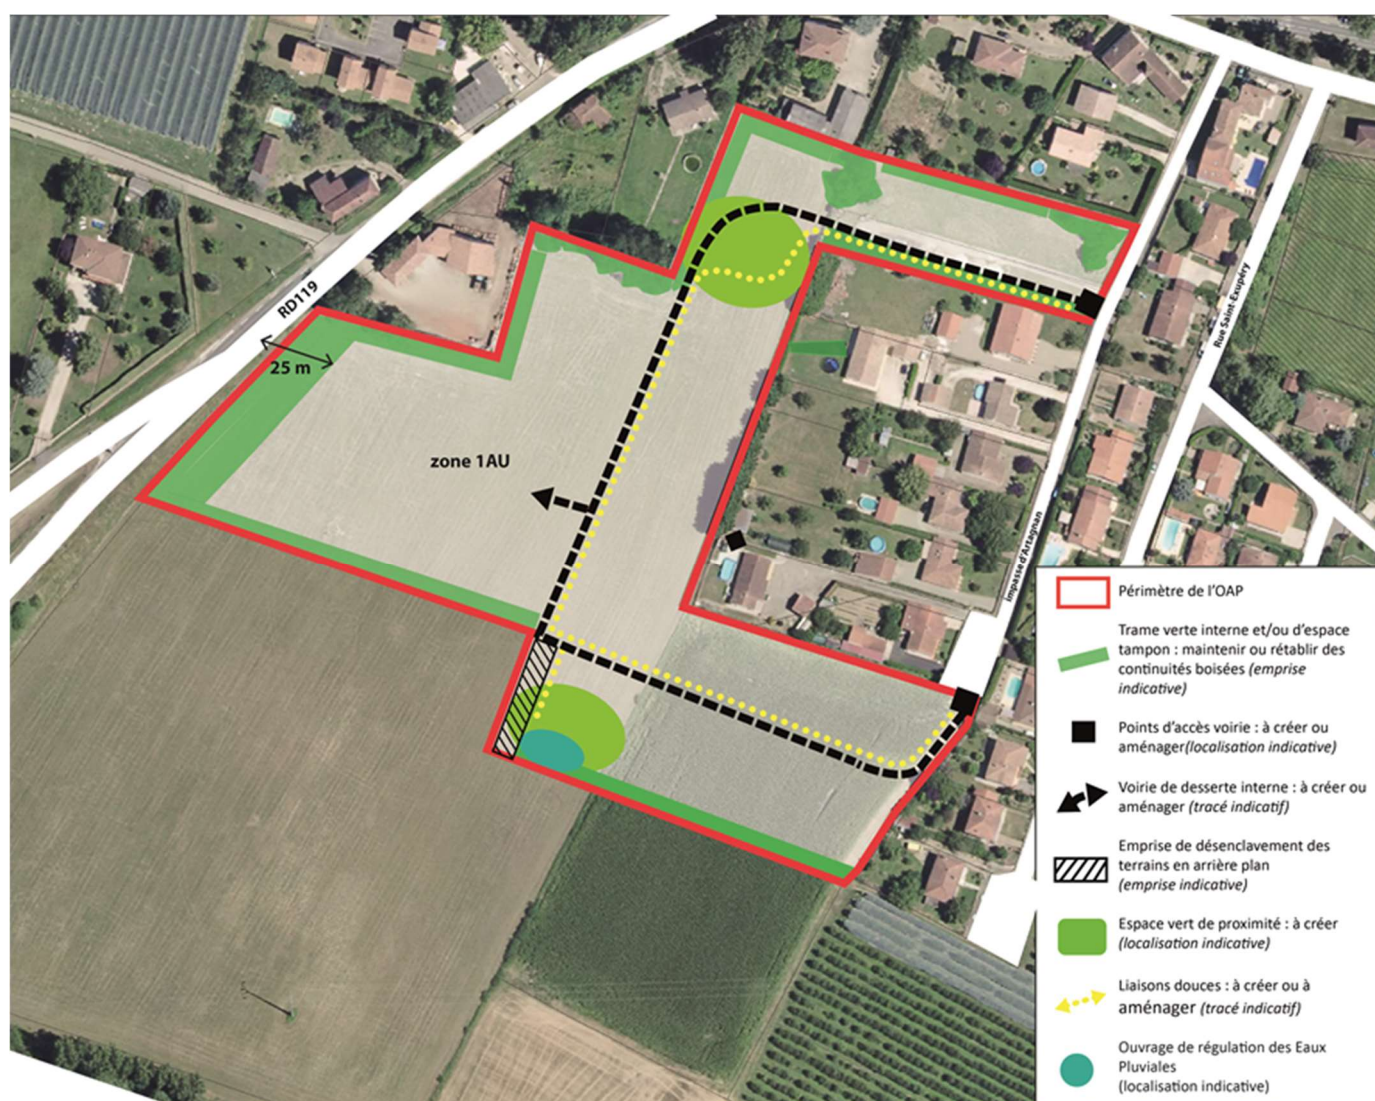 RD119
25 m
zone 1AU
Rue Saint-Exupéry
Impasse d'Artagnan
Périmètre de l'OAP
Trame verte interne et/ou d'espace
tampon : maintenir ou rétablir des
continuités boisées (emprise
indicative)
Points d'accès voirie : à créer ou
aménager(localisation indicative)
Voirie de desserte interne : à créer ou
aménager (tracé indicatif)
Emprise de désenclavement des
terrains en arrière plan
(emprise indicative)
Espace vert de proximité : à créer
(localisation indicative)
Liaisons douces : à créer ou à
aménager (tracé indicatif)
Ouvrage de régulation des Eaux
Pluviales
(localisation indicative)